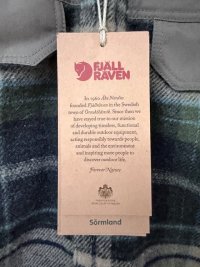 FJÄLL
RÄVEN
In 1960 Åke Nordin
founded Fjällräven in the Swedish
town of Örnsköldsvik. Since then we
have stayed true to our mission
of developing timeless, functional
and durable outdoor equipment,
acting responsibly towards people,
animals and the environment
and inspiring more people to
discover outdoor life.
Forever Nature
Sörmland